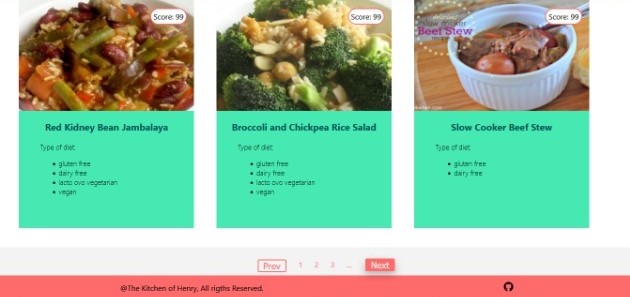 Score: 99
Score: 99
Score: 99
slow cooker
Beef Stew
Red Kidney Bean Jambalaya
Type of diet:
gluten free
dairy free
lacto ovo vegetarian
vegan
Broccoli and Chickpea Rice Salad
Type of diet:
gluten free
dairy free
lacto ovo vegetarian
vegan
Slow Cooker Beef Stew
Type of diet:
gluten free
dairy free
Prev 1 2 3 ... Next
@The Kitchen of Henry, All rigths Reserved.